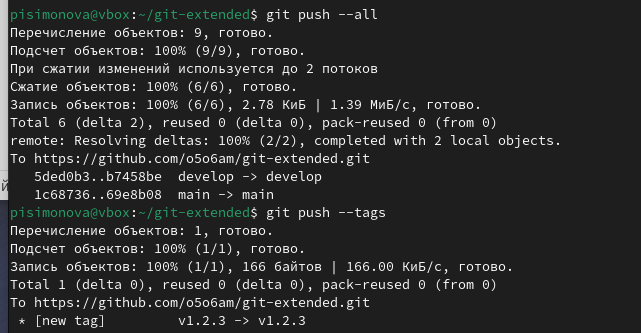 pisimonova@vbox:~/git-extended$ git push --all
Перечисление объектов: 9, готово.
Подсчет объектов: 100% (9/9), готово.
При сжатии изменений используется до 2 потоков
Сжатие объектов: 100% (6/6), готово.
Запись объектов: 100% (6/6), 2.78 КиБ | 1.39 МиБ/с, готово.
Total 6 (delta 2), reused 0 (delta 0), pack-reused 0 (from 0)
remote: Resolving deltas: 100% (2/2), completed with 2 local objects.
To https://github.com/o5o6am/git-extended.git
   5ded0b3..b7458be  develop -> develop
   1c68736..69e8b08  main -> main
pisimonova@vbox:~/git-extended$ git push --tags
Перечисление объектов: 1, готово.
Подсчет объектов: 100% (1/1), готово.
Запись объектов: 100% (1/1), 166 байтов | 166.00 КиБ/с, готово.
Total 1 (delta 0), reused 0 (delta 0), pack-reused 0 (from 0)
To https://github.com/o5o6am/git-extended.git
 * [new tag]         v1.2.3 -> v1.2.3